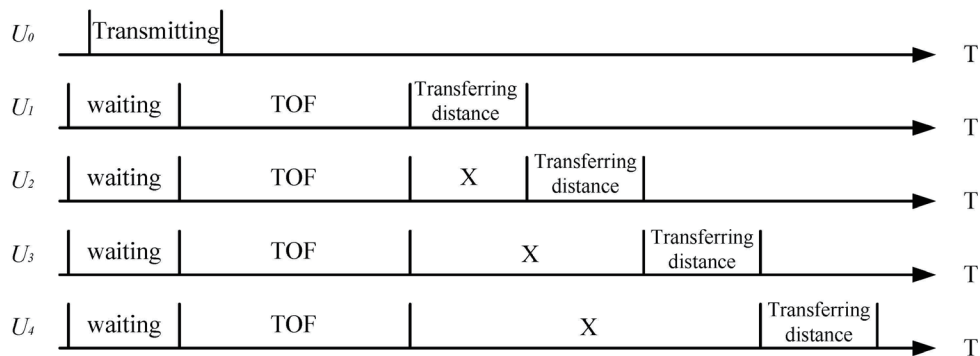 U₀ Transmitting T
U₁ waiting TOF Transferring distance T
U₂ waiting TOF X Transferring distance T
U₃ waiting TOF X Transferring distance T
U₄ waiting TOF X Transferring distance T